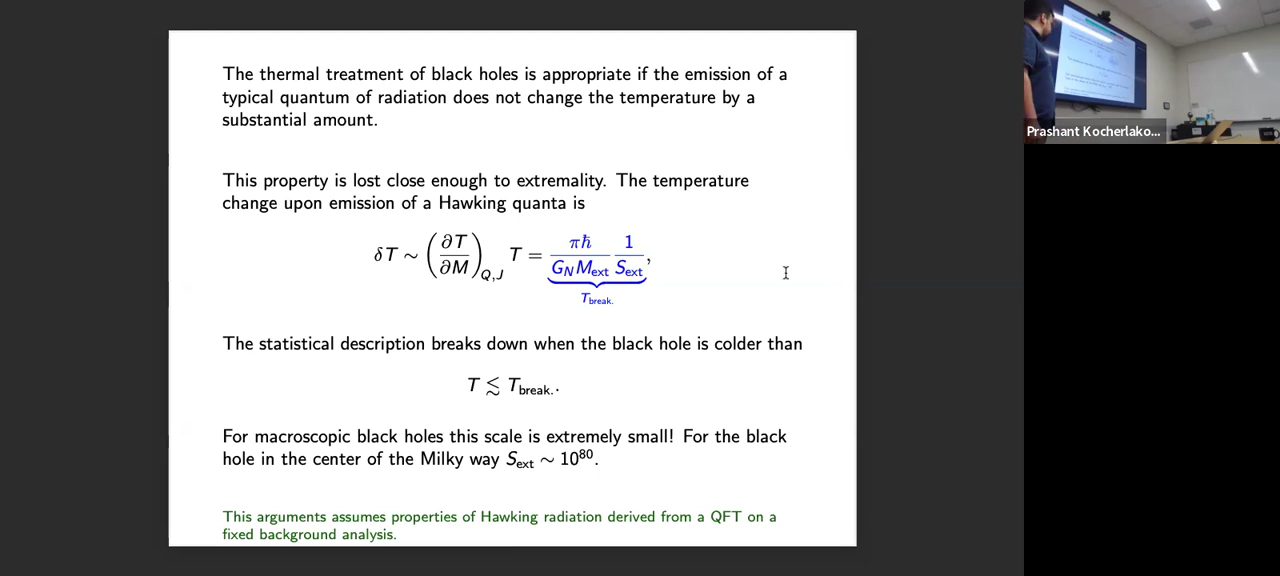 The thermal treatment of black holes is appropriate if the emission of a
typical quantum of radiation does not change the temperature by a
substantial amount.
This property is lost close enough to extremality. The temperature
change upon emission of a Hawking quanta is
δT ∼ (∂T/∂M)_{Q,J} T = πħ/(G_N M_ext) 1/S_ext,
T_break.
The statistical description breaks down when the black hole is colder than
T ≲ T_break..
For macroscopic black holes this scale is extremely small! For the black
hole in the center of the Milky way S_ext ∼ 10^80.
This arguments assumes properties of Hawking radiation derived from a QFT on a
fixed background analysis.
Prashant Kocherlako...